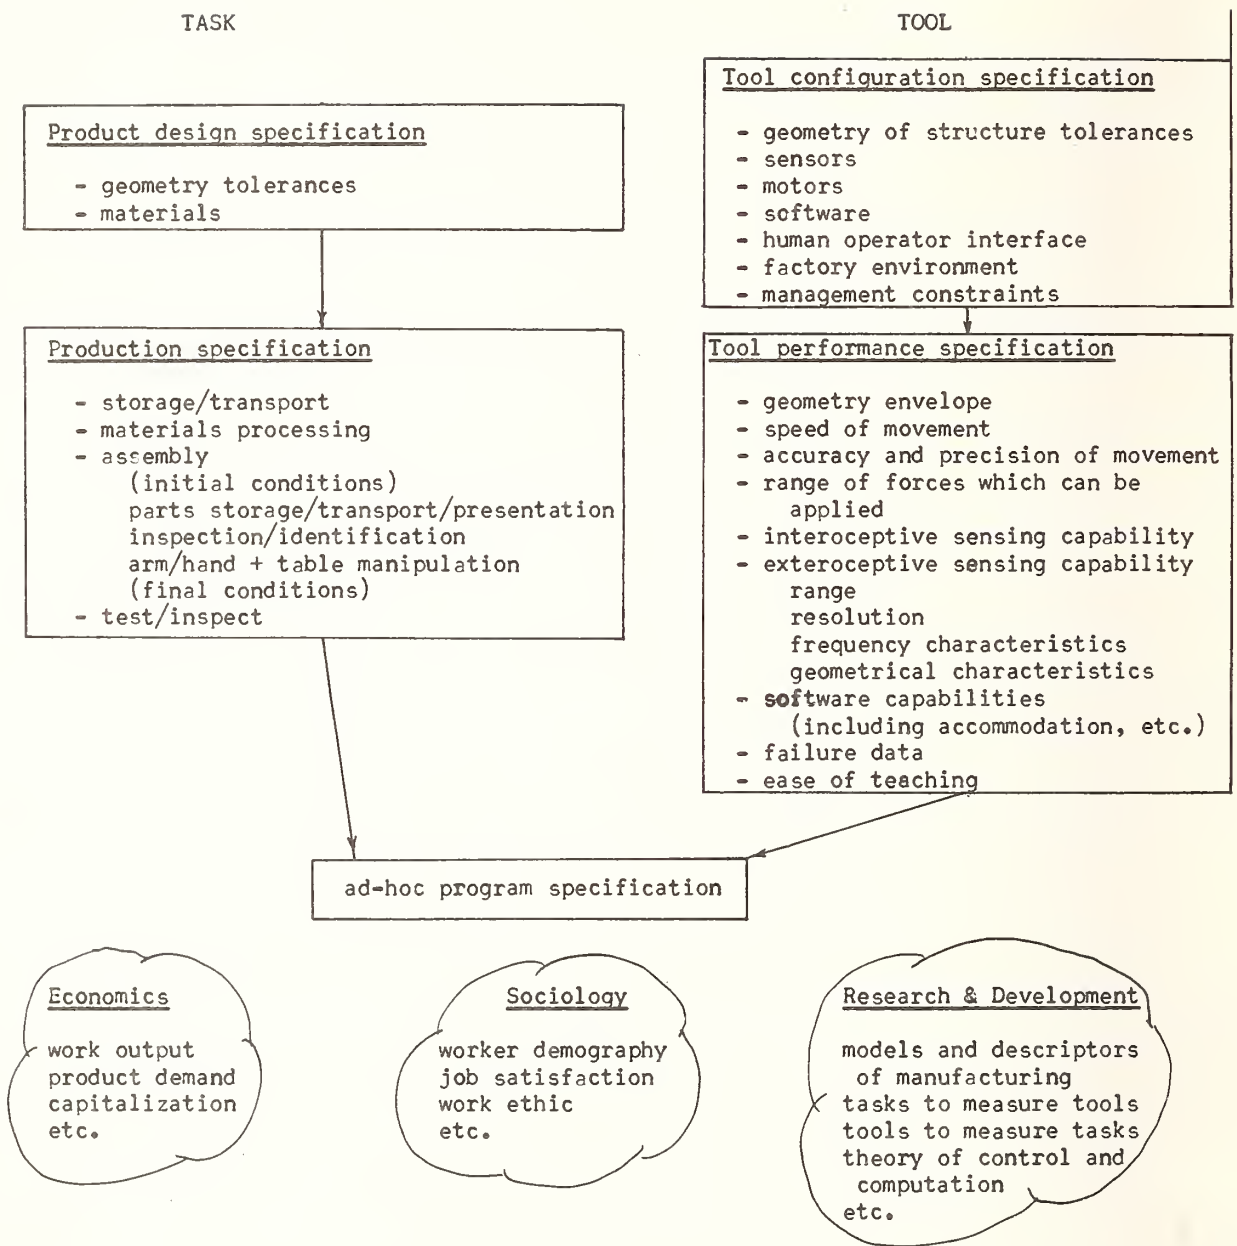 TASK
Product design specification
- geometry tolerances
- materials
Production specification
- storage/transport
- materials processing
- assembly
(initial conditions)
parts storage/transport/presentation
inspection/identification
arm/hand + table manipulation
(final conditions)
- test/inspect
TOOL
Tool configuration specification
- geometry of structure tolerances
- sensors
- motors
- software
- human operator interface
- factory environment
- management constraints
Tool performance specification
- geometry envelope
- speed of movement
- accuracy and precision of movement
- range of forces which can be
applied
- interoceptive sensing capability
- exteroceptive sensing capability
range
resolution
frequency characteristics
geometrical characteristics
- software capabilities
(including accommodation, etc.)
- failure data
- ease of teaching
ad-hoc program specification
Economics
work output
product demand
capitalization
etc.
Sociology
worker demography
job satisfaction
work ethic
etc.
Research & Development
models and descriptors
of manufacturing
tasks to measure tools
tools to measure tasks
theory of control and
computation
etc.